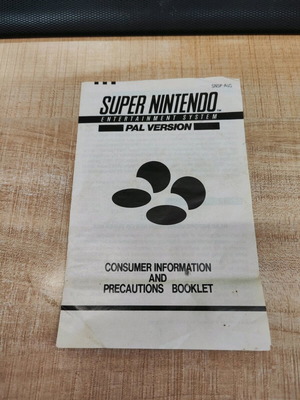 SUPER NINTENDO
ENTERTAINMENT SYSTEM
PAL VERSION
CONSUMER INFORMATION
AND
PRECAUTIONS BOOKLET